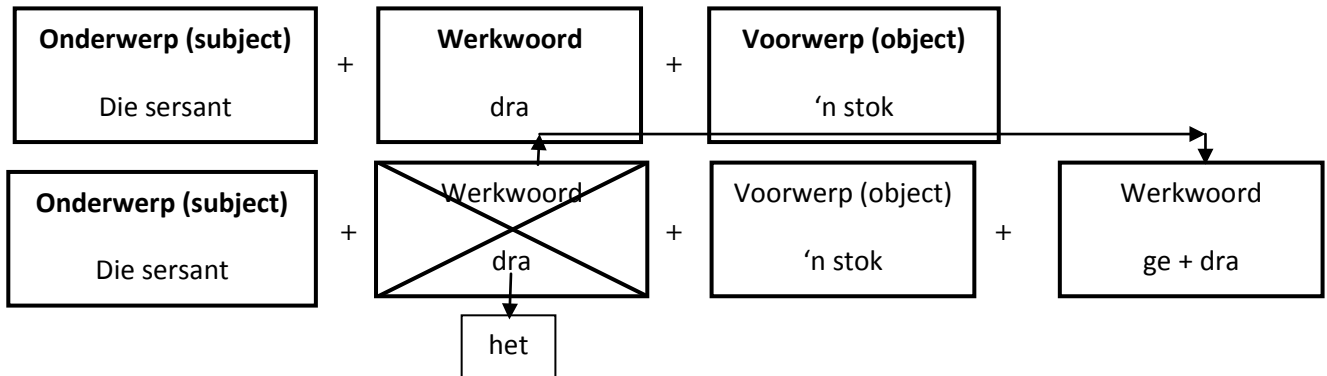 Onderwerp (subject) + Werkwoord + Voorwerp (object)
Die sersant dra ‘n stok
Onderwerp (subject) + Werkwoord + Voorwerp (object) + Werkwoord
Die sersant dra ‘n stok ge + dra
het